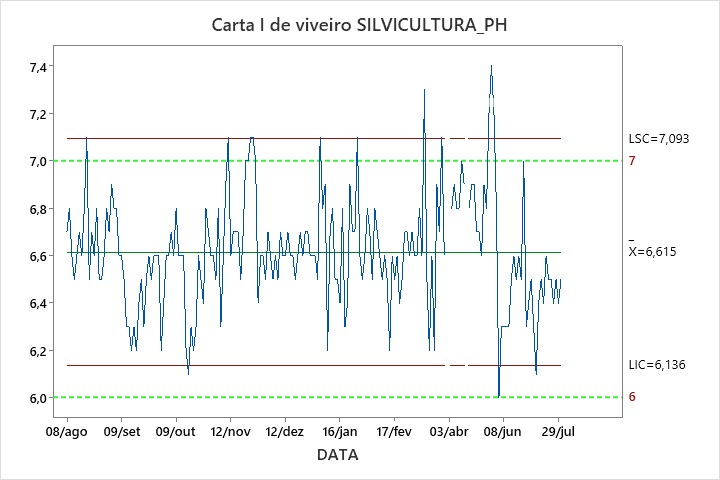 Carta I de viveiro SILVICULTURA_PH
7,4
7,2
7,0
6,8
6,6
6,4
6,2
6,0
LSC=7,093
7
X̅=6,615
LIC=6,136
6
08/ago 09/set 09/out 12/nov 12/dez 16/jan 17/fev 03/abr 08/jun 29/jul
DATA